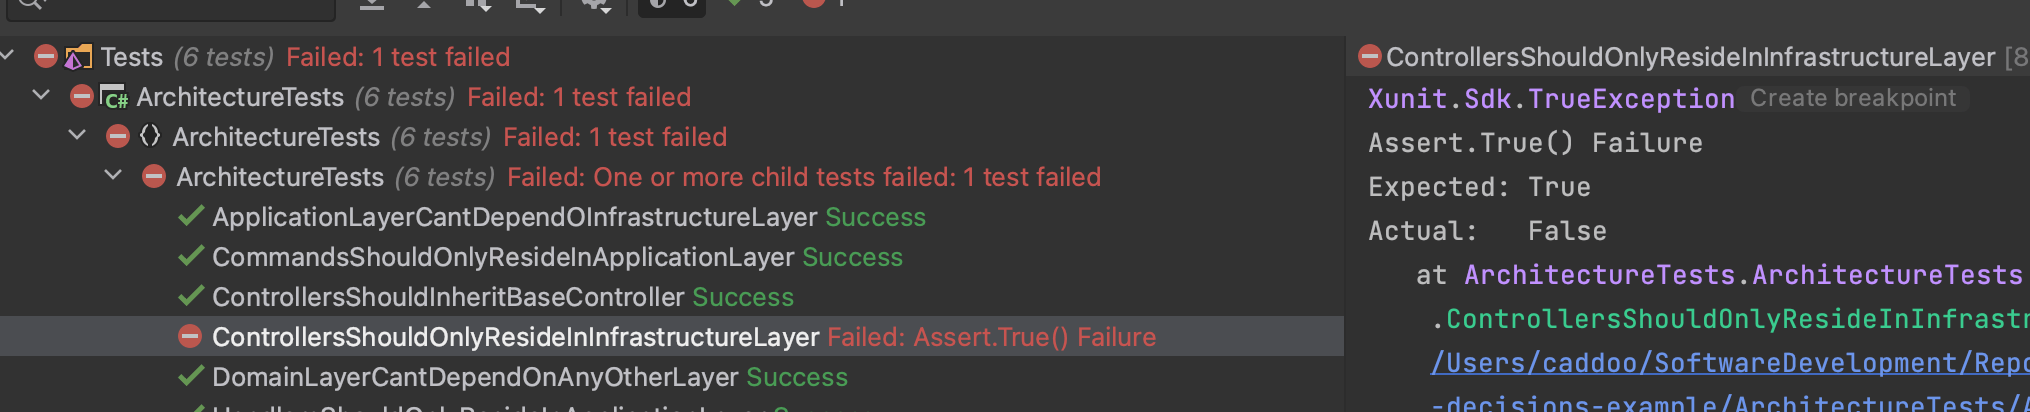 Tests (6 tests) Failed: 1 test failed
C# ArchitectureTests (6 tests) Failed: 1 test failed
{} ArchitectureTests (6 tests) Failed: 1 test failed
ArchitectureTests (6 tests) Failed: One or more child tests failed: 1 test failed
ApplicationLayerCantDependOInfrastructureLayer Success
CommandsShouldOnlyResideInApplicationLayer Success
ControllersShouldInheritBaseController Success
ControllersShouldOnlyResideInInfrastructureLayer Failed: Assert.True() Failure
DomainLayerCantDependOnAnyOtherLayer Success
ControllersShouldOnlyResideInInfrastructureLayer [8
Xunit.Sdk.TrueException Create breakpoint
Assert.True() Failure
Expected: True
Actual: False
at ArchitectureTests.ArchitectureTests
.ControllersShouldOnlyResideInInfrastr
/Users/caddoo/SoftwareDevelopment/Repo
-decisions-example/ArchitectureTests/A